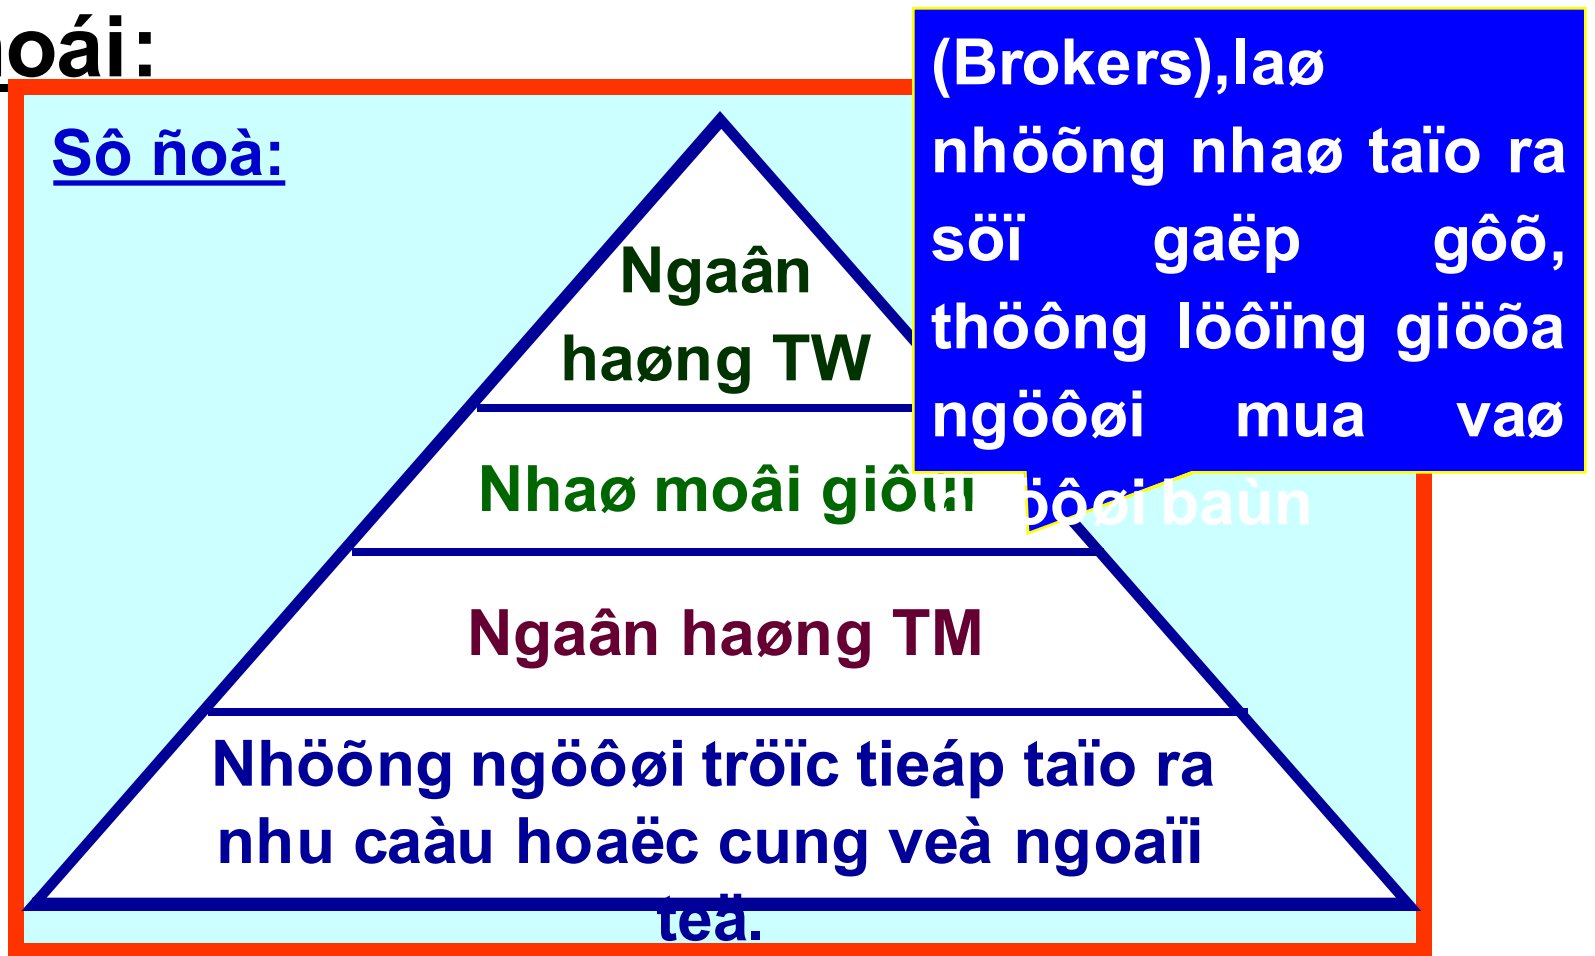 oái:
Sô ñoà:
(Brokers),laø
nhöõng nhaø taïo ra
söï gaëp gôõ,
thöông löôïng giöõa
ngöôøi mua vaø
öôøi baùn
Ngaân
haøng TW
Nhaø moâi giôùi
Ngaân haøng TM
Nhöõng ngöôøi tröïc tieáp taïo ra
nhu caàu hoaëc cung veà ngoaïi
teä.